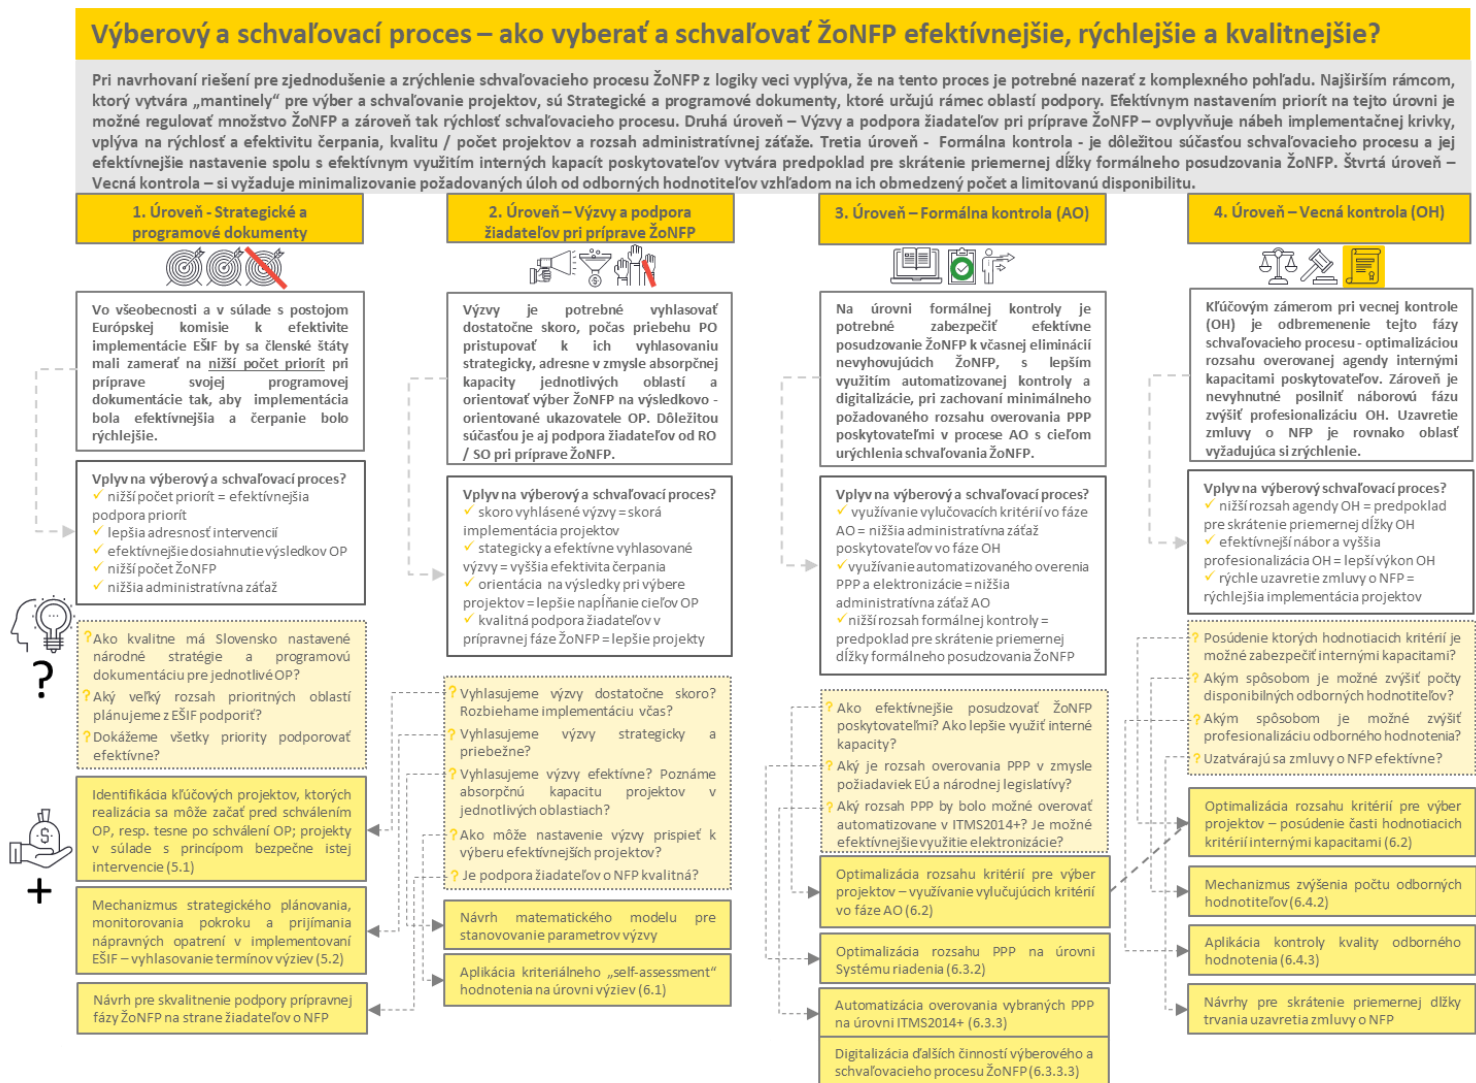 Výberový a schvaľovací proces – ako vyberať a schvaľovať ŽoNFP efektívnejšie, rýchlejšie a kvalitnejšie?
Pri navrhovaní riešení pre zjednodušenie a zrýchlenie schvaľovacieho procesu ŽoNFP z logiky veci vyplýva, že na tento proces je potrebné nazerať z komplexného pohľadu. Najširším rámcom,
ktorý vytvára „mantinely“ pre výber a schvaľovanie projektov, sú Strategické a programové dokumenty, ktoré určujú rámec oblastí podpory. Efektívnym nastavením priorít na tejto úrovni je
možné regulovať množstvo ŽoNFP a zároveň tak rýchlosť schvaľovacieho procesu. Druhá úroveň – Výzvy a podpora žiadateľov pri príprave ŽoNFP – ovplyvňuje nábeh implementačnej krivky,
vplýva na rýchlosť a efektivitu čerpania, kvalitu / počet projektov a rozsah administratívnej záťaže. Tretia úroveň - Formálna kontrola - je dôležitou súčasťou schvaľovacieho procesu a jej
efektívnejšie nastavenie spolu s efektívnym využitím interných kapacít poskytovateľov vytvára predpoklad pre skrátenie priemernej dĺžky formálneho posudzovania ŽoNFP. Štvrtá úroveň –
Vecná kontrola – si vyžaduje minimalizovanie požadovaných úloh od odborných hodnotiteľov vzhľadom na ich obmedzený počet a limitovanú disponibilitu.
1. Úroveň - Strategické a
programové dokumenty
Vo všeobecnosti a v súlade s postojom
Európskej komisie k efektivite
implementácie EŠIF by sa členské štáty
mali zamerať na nižší počet priorít pri
príprave svojej programovej
dokumentácie tak, aby implementácia
bola efektívnejšia a čerpanie bolo
rýchlejšie.
Vplyv na výberový a schvaľovací proces?
✓ nižší počet priorít = efektívnejšia
podpora priorít
✓ lepšia adresnosť intervencií
✓ efektívnejšie dosiahnutie výsledkov OP
✓ nižší počet ŽoNFP
✓ nižšia administratívna záťaž
? Ako kvalitne má Slovensko nastavené
národné stratégie a programovú
dokumentáciu pre jednotlivé OP?
? Aký veľký rozsah prioritných oblastí
plánujeme z EŠIF podporiť?
? Dokážeme všetky priority podporovať
efektívne?
?
Identifikácia kľúčových projektov, ktorých
realizácia sa môže začať pred schválením
OP, resp. tesne po schválení OP; projekty
v súlade s princípom bezpečne istej
intervencie (5.1)
$
+
Mechanizmus strategického plánovania,
monitorovania pokroku a prijímania
nápravných opatrení v implementovaní
EŠIF – vyhlasovanie termínov výziev (5.2)
Návrh pre skvalitnenie podpory prípravnej
fázy ŽoNFP na strane žiadateľov o NFP
2. Úroveň – Výzvy a podpora
žiadateľov pri príprave ŽoNFP
$
Výzvy je potrebné vyhlasovať
dostatočne skoro, počas priebehu PO
pristupovať k ich vyhlasovaniu
strategicky, adresne v zmysle absorpčnej
kapacity jednotlivých oblastí a
orientovať výber ŽoNFP na výsledkovo -
orientované ukazovatele OP. Dôležitou
súčasťou je aj podpora žiadateľov od RO
/ SO pri príprave ŽoNFP.
Vplyv na výberový a schvaľovací proces?
✓ skoro vyhlásené výzvy = skorá
implementácia projektov
✓ stategicky a efektívne vyhlasované
výzvy = vyššia efektivita čerpania
✓ orientácia na výsledky pri výbere
projektov = lepšie napĺňanie cieľov OP
✓ kvalitná podpora žiadateľov v
prípravnej fáze ŽoNFP = lepšie projekty
? Vyhlasujeme výzvy dostatočne skoro?
Rozbiehame implementáciu včas?
? Vyhlasujeme výzvy strategicky a
priebežne?
? Vyhlasujeme výzvy efektívne? Poznáme
absorpčnú kapacitu projektov v
jednotlivých oblastiach?
? Ako môže nastavenie výzvy prispieť k
výberu efektívnejších projektov?
? Je podpora žiadateľov o NFP kvalitná?
Návrh matematického modelu pre
stanovovanie parametrov výzvy
Aplikácia kriteriálneho „self-assessment“
hodnotenia na úrovni výziev (6.1)
3. Úroveň – Formálna kontrola (AO)
Na úrovni formálnej kontroly je
potrebné zabezpečiť efektívne
posudzovanie ŽoNFP k včasnej eliminácií
nevyhovujúcich ŽoNFP, s lepším
využitím automatizovanej kontroly a
digitalizácie, pri zachovaní minimálneho
požadovaného rozsahu overovania PPP
poskytovateľmi v procese AO s cieľom
urýchlenia schvaľovania ŽoNFP.
Vplyv na výberový a schvaľovací proces?
✓ využívanie vylučovacích kritérií vo fáze
AO = nižšia administratívna záťaž
poskytovateľov vo fáze OH
✓ využívanie automatizovaného overenia
PPP a elektronizácie = nižšia
administratívna záťaž AO
✓ nižší rozsah formálnej kontroly =
predpoklad pre skrátenie priemernej
dĺžky formálneho posudzovania ŽoNFP
? Ako efektívnejšie posudzovať ŽoNFP
poskytovateľmi? Ako lepšie využiť interné
kapacity?
? Aký je rozsah overovania PPP v zmysle
požiadaviek EÚ a národnej legislatívy?
? Aký rozsah PPP by bolo možné overovať
automatizovane v ITMS2014+? Je možné
efektívnejšie využitie elektronizácie?
Optimalizácia rozsahu kritérií pre výber
projektov – využívanie vylučujúcich kritérií
vo fáze AO (6.2)
Optimalizácia rozsahu PPP na úrovni
Systému riadenia (6.3.2)
Automatizácia overovania vybraných PPP
na úrovni ITMS2014+ (6.3.3)
Digitalizácia ďalších činností výberového a
schvaľovacieho procesu ŽoNFP (6.3.3.3)
4. Úroveň – Vecná kontrola (OH)
Kľúčovým zámerom pri vecnej kontrole
(OH) je odbremenenie tejto fázy
schvaľovacieho procesu - optimalizáciou
rozsahu overovanej agendy internými
kapacitami poskytovateľov. Zároveň je
nevyhnutné posilniť náborovú fázu
zvýšiť profesionalizáciu OH. Uzavretie
zmluvy o NFP je rovnako oblasť
vyžadujúca si zrýchlenie.
Vplyv na výberový schvaľovací proces?
✓ nižší rozsah agendy OH = predpoklad
pre skrátenie priemernej dĺžky OH
✓ efektívnejší nábor a vyššia
profesionalizácia OH = lepší výkon OH
✓ rýchle uzavretie zmluvy o NFP =
rýchlejšia implementácia projektov
? Posúdenie ktorých hodnotiacich kritérií je
možné zabezpečiť internými kapacitami?
? Akým spôsobom je možné zvýšiť počty
disponibilných odborných hodnotiteľov?
? Akým spôsobom je možné zvýšiť
profesionalizáciu odborného hodnotenia?
? Uzatvárajú sa zmluvy o NFP efektívne?
Optimalizácia rozsahu kritérií pre výber
projektov – posúdenie časti hodnotiacich
kritérií internými kapacitami (6.2)
Mechanizmus zvýšenia počtu odborných
hodnotiteľov (6.4.2)
Aplikácia kontroly kvality odborného
hodnotenia (6.4.3)
Návrhy pre skrátenie priemernej dĺžky
trvania uzavretia zmluvy o NFP